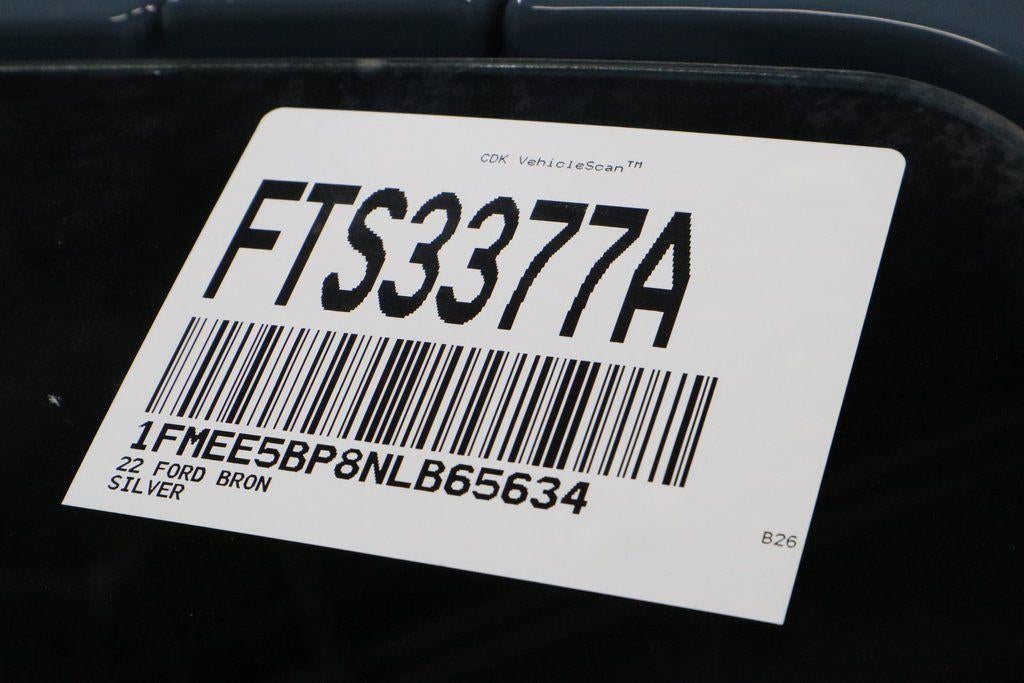 CDK VehicleScan™
FTS3377A
1FMEE5BP8NLB65634
22 FORD BRON
SILVER
B26